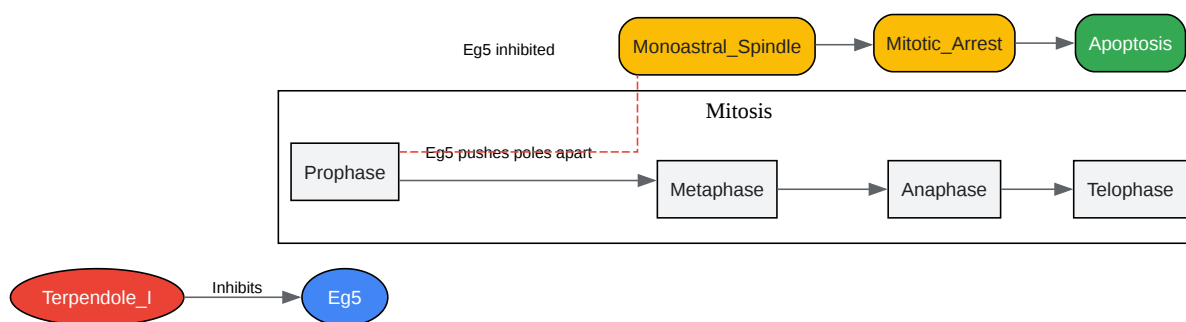 Eg5 inhibited
Monoastral_Spindle
Mitotic_Arrest
Apoptosis
Mitosis
Prophase
Eg5 pushes poles apart
Metaphase
Anaphase
Telophase
Terpendole_I
Inhibits
Eg5